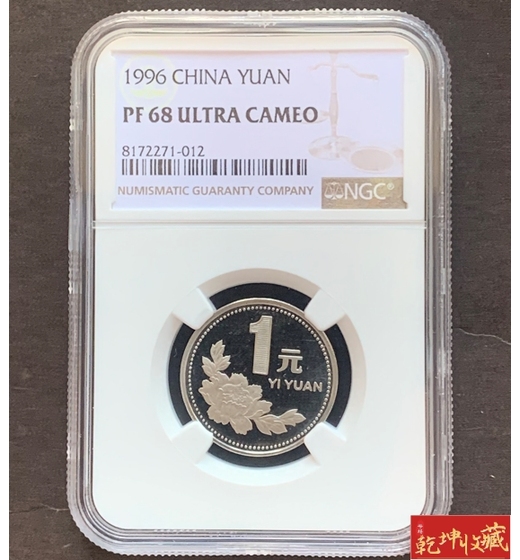 1996 CHINA YUAN
PF 68 ULTRA CAMEO
8172271-012
NUMISMATIC GUARANTY COMPANY
NGC
1元
YI YUAN
乾坤收藏